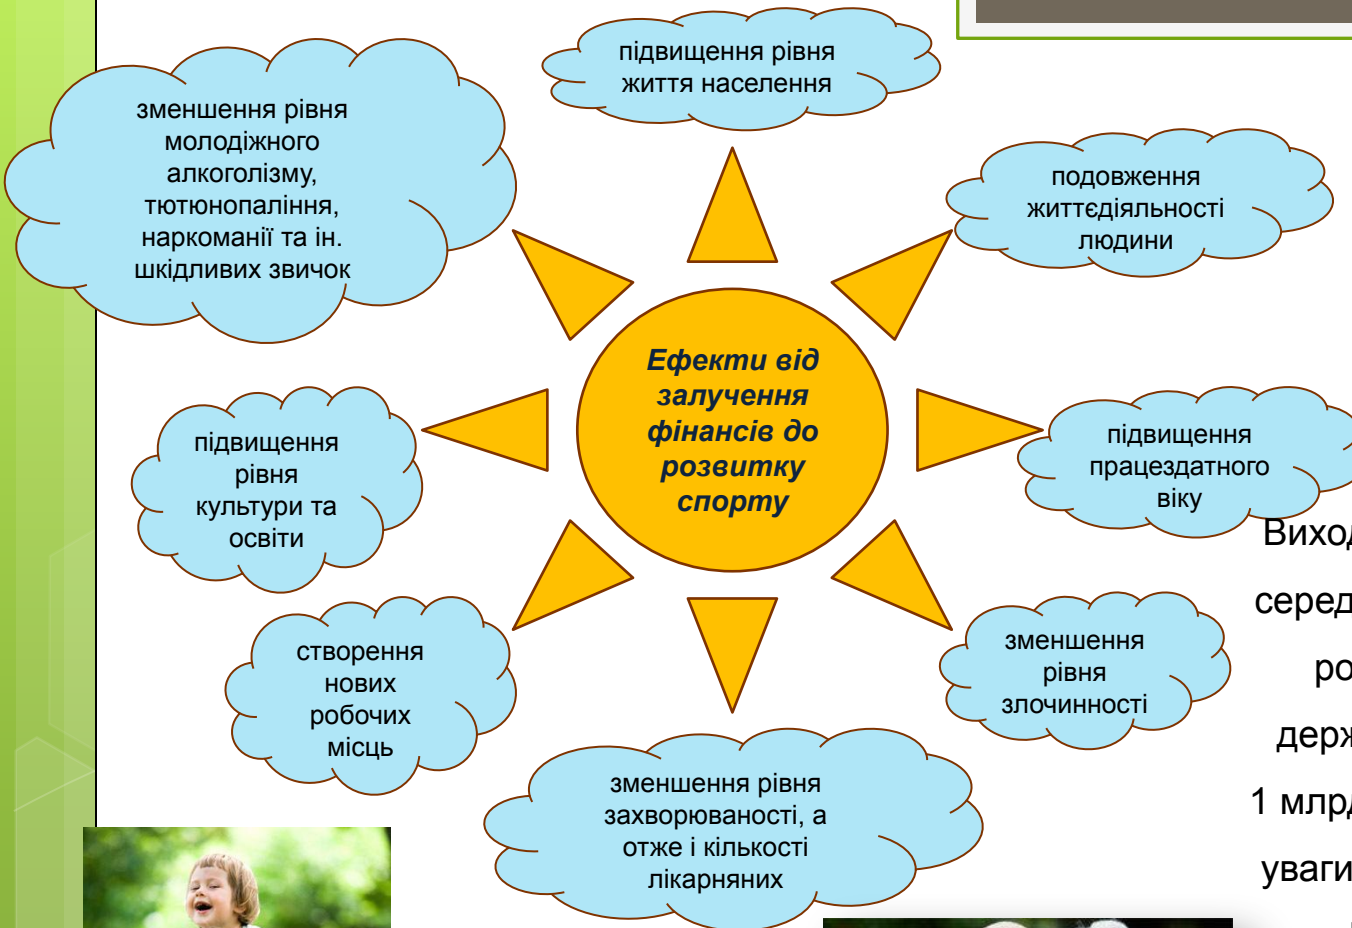 підвищення рівня
життя населення
зменшення рівня
молодіжного
алкоголізму,
тютюнопаління,
наркоманії та ін.
шкідливих звичок
подовження
життєдіяльності
людини
Ефекти від
залучення
фінансів до
розвитку
спорту
підвищення
рівня
культури та
освіти
підвищення
працездатного
віку
створення
нових
робочих
місць
зменшення
рівня
злочинності
зменшення рівня
захворюваності, а
отже і кількості
лікарняних
1
уваги